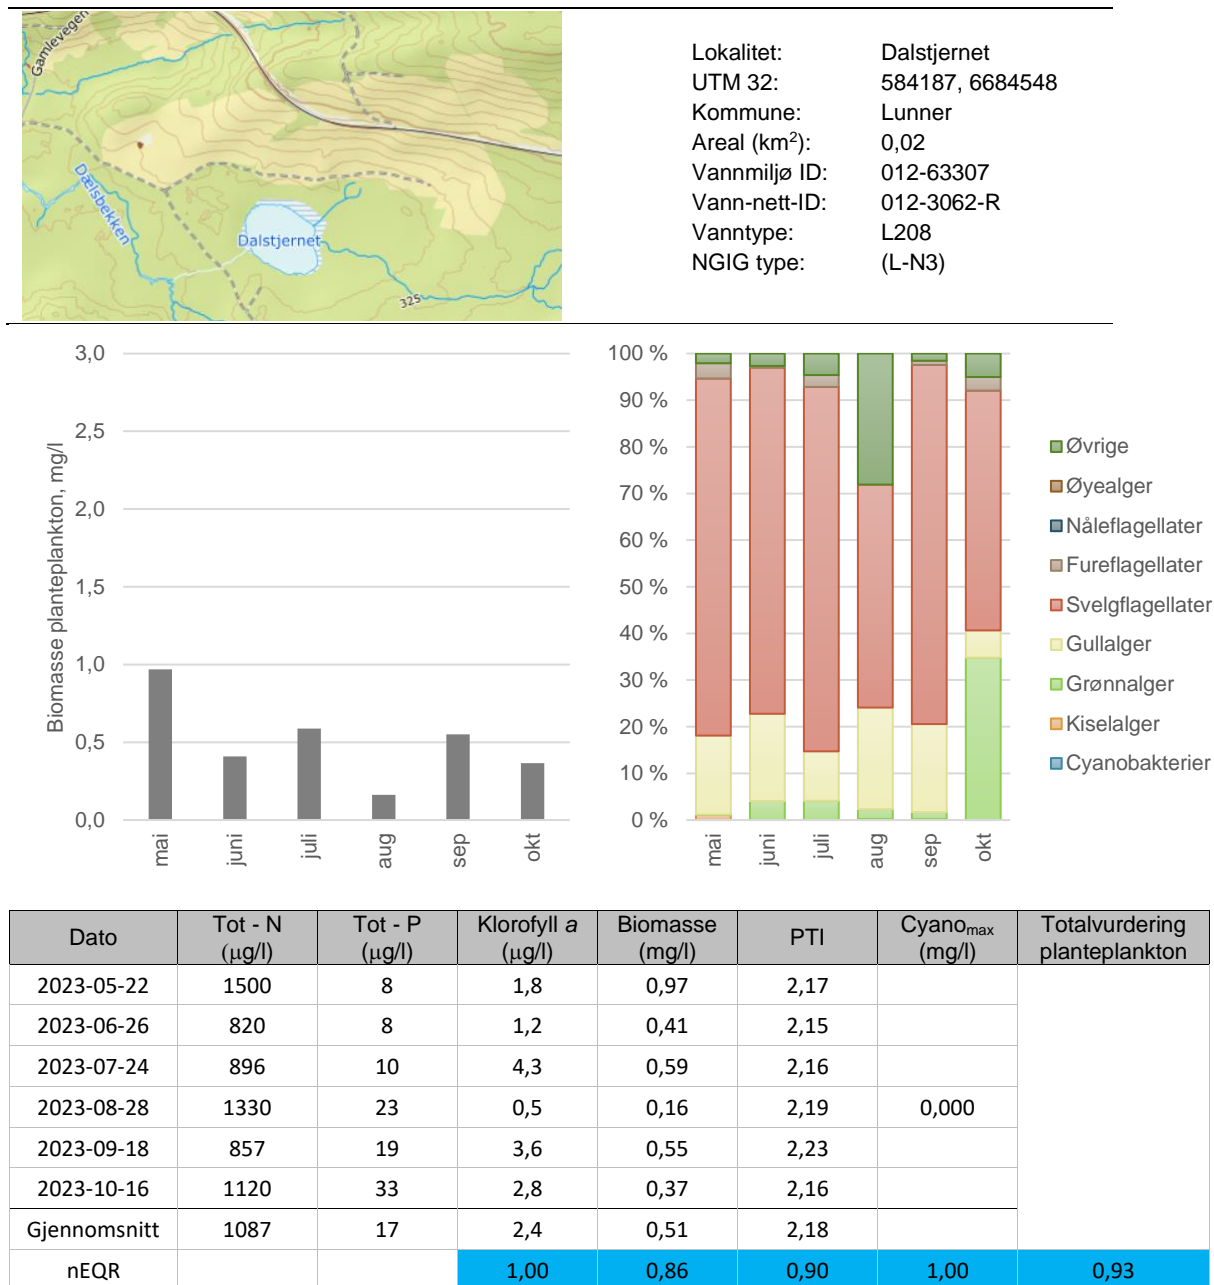 Gamlevegen
Dælsbekken
Dalstjernet
325
Lokalitet: Dalstjernet
UTM 32: 584187, 6684548
Kommune: Lunner
Areal (km²): 0,02
Vannmiljø ID: 012-63307
Vann-nett-ID: 012-3062-R
Vanntype: L208
NGIG type: (L-N3)
Biomasse planteplankton, mg/l
3,0
2,5
2,0
1,5
1,0
0,5
0,0
mai juni juli aug sep okt
100 %
90 %
80 %
70 %
60 %
50 %
40 %
30 %
20 %
10 %
0 %
mai juni juli aug sep okt
Øvrige
Øyealger
Nåleflagellater
Fureflagellater
Svelgflagellater
Gullalger
Grønnalger
Kiselalger
Cyanobakterier
Dato Tot - N (µg/l) Tot - P (µg/l) Klorofyll a (µg/l) Biomasse (mg/l) PTI Cyanomax (mg/l) Totalvurdering planteplankton
2023-05-22 1500 8 1,8 0,97 2,17
2023-06-26 820 8 1,2 0,41 2,15
2023-07-24 896 10 4,3 0,59 2,16
2023-08-28 1330 23 0,5 0,16 2,19 0,000
2023-09-18 857 19 3,6 0,55 2,23
2023-10-16 1120 33 2,8 0,37 2,16
Gjennomsnitt 1087 17 2,4 0,51 2,18
nEQR 1,00 0,86 0,90 1,00 0,93